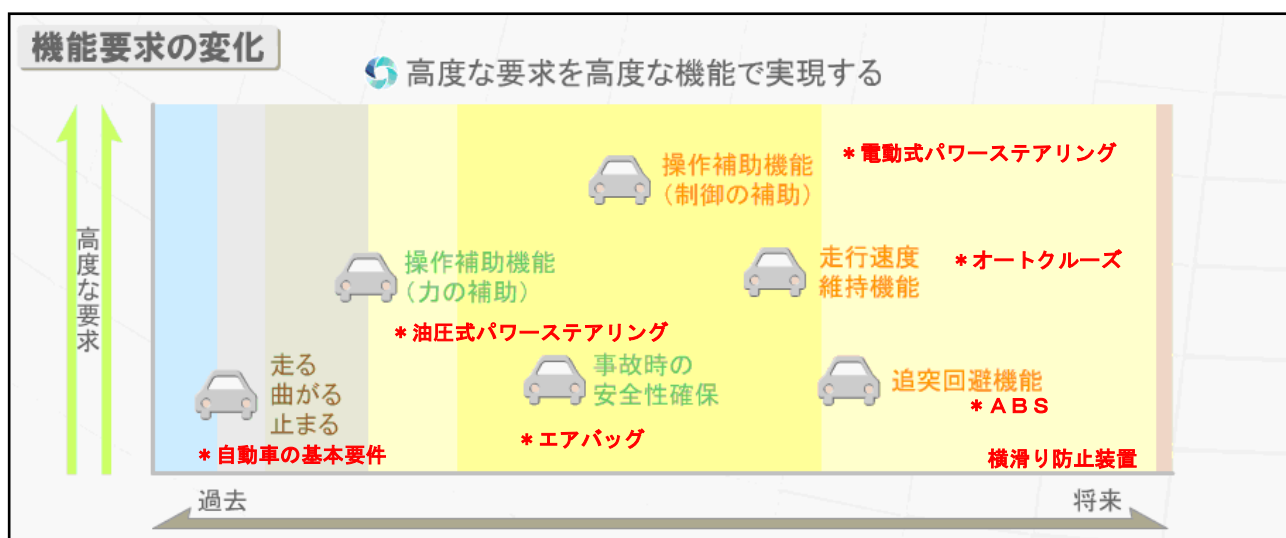 機能要求の変化
高度な要求を高度な機能で実現する
高度な要求
操作補助機能
(制御の補助)
*電動式パワーステアリング
操作補助機能
(力の補助)
走行速度
維持機能
*オートクルーズ
*油圧式パワーステアリング
走る
曲がる
止まる
事故時の
安全性確保
追突回避機能
*ABS
*自動車の基本要件
*エアバッグ
横滑り防止装置
過去
将来